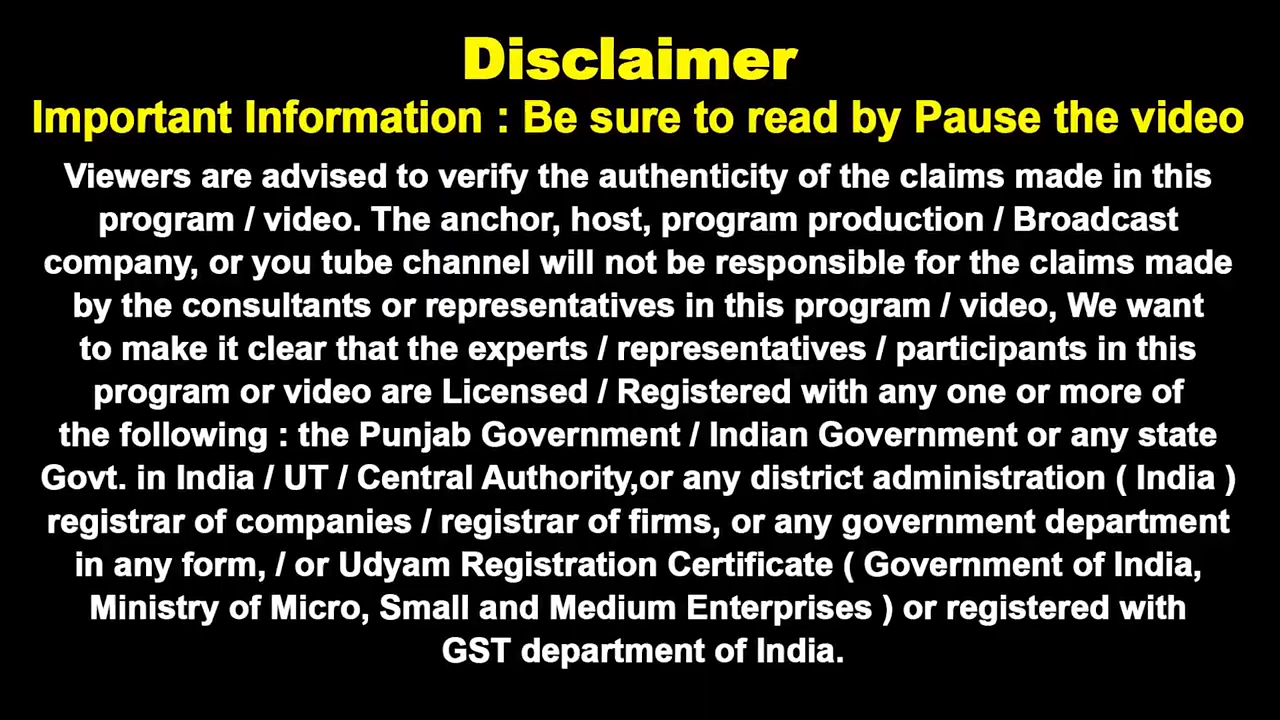 Disclaimer
Important Information : Be sure to read by Pause the video
Viewers are advised to verify the authenticity of the claims made in this
program / video. The anchor, host, program production / Broadcast
company, or you tube channel will not be responsible for the claims made
by the consultants or representatives in this program / video, We want
to make it clear that the experts / representatives / participants in this
program or video are Licensed / Registered with any one or more of
the following : the Punjab Government / Indian Government or any state
Govt. in India / UT / Central Authority,or any district administration ( India )
registrar of companies / registrar of firms, or any government department
in any form, / or Udyam Registration Certificate ( Government of India,
Ministry of Micro, Small and Medium Enterprises ) or registered with
GST department of India.